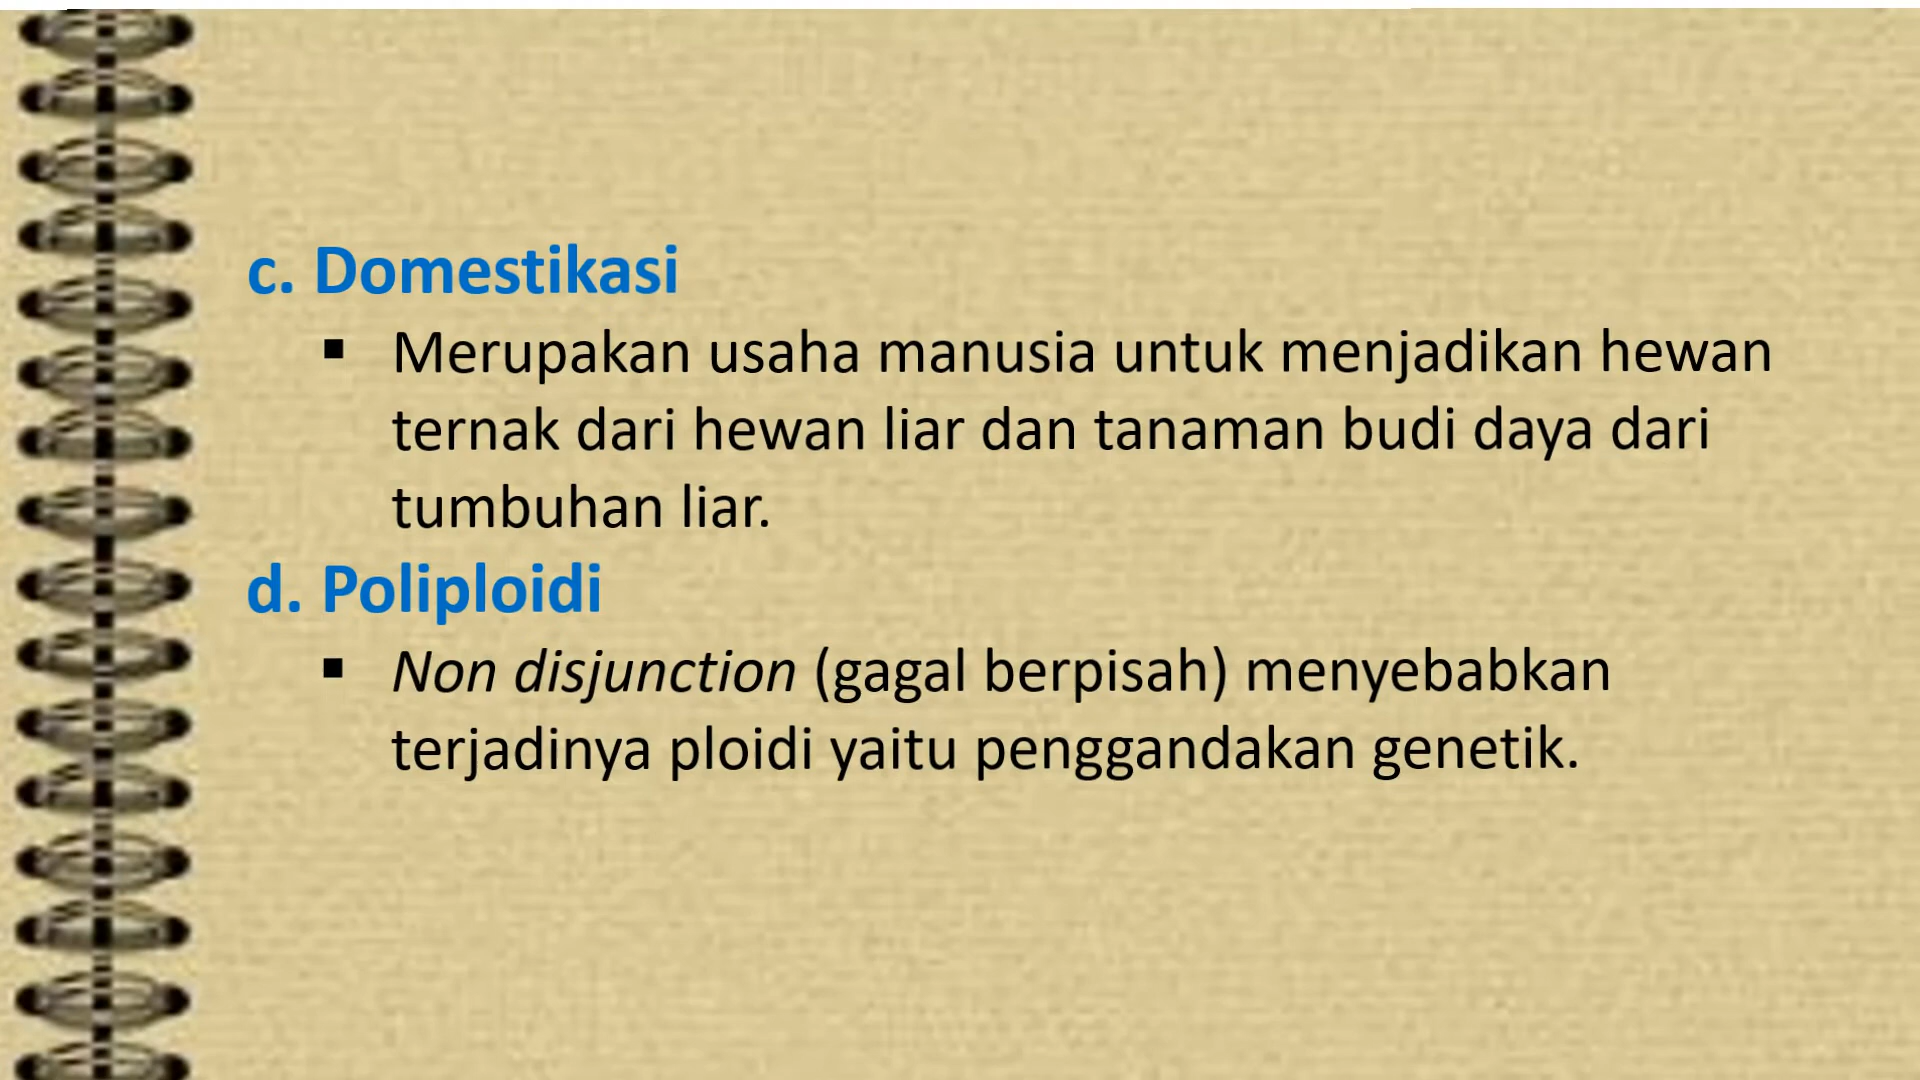 c. Domestikasi
▪ Merupakan usaha manusia untuk menjadikan hewan
ternak dari hewan liar dan tanaman budi daya dari
tumbuhan liar.
d. Poliploidi
▪ Non disjunction (gagal berpisah) menyebabkan
terjadinya ploidi yaitu penggandakan genetik.